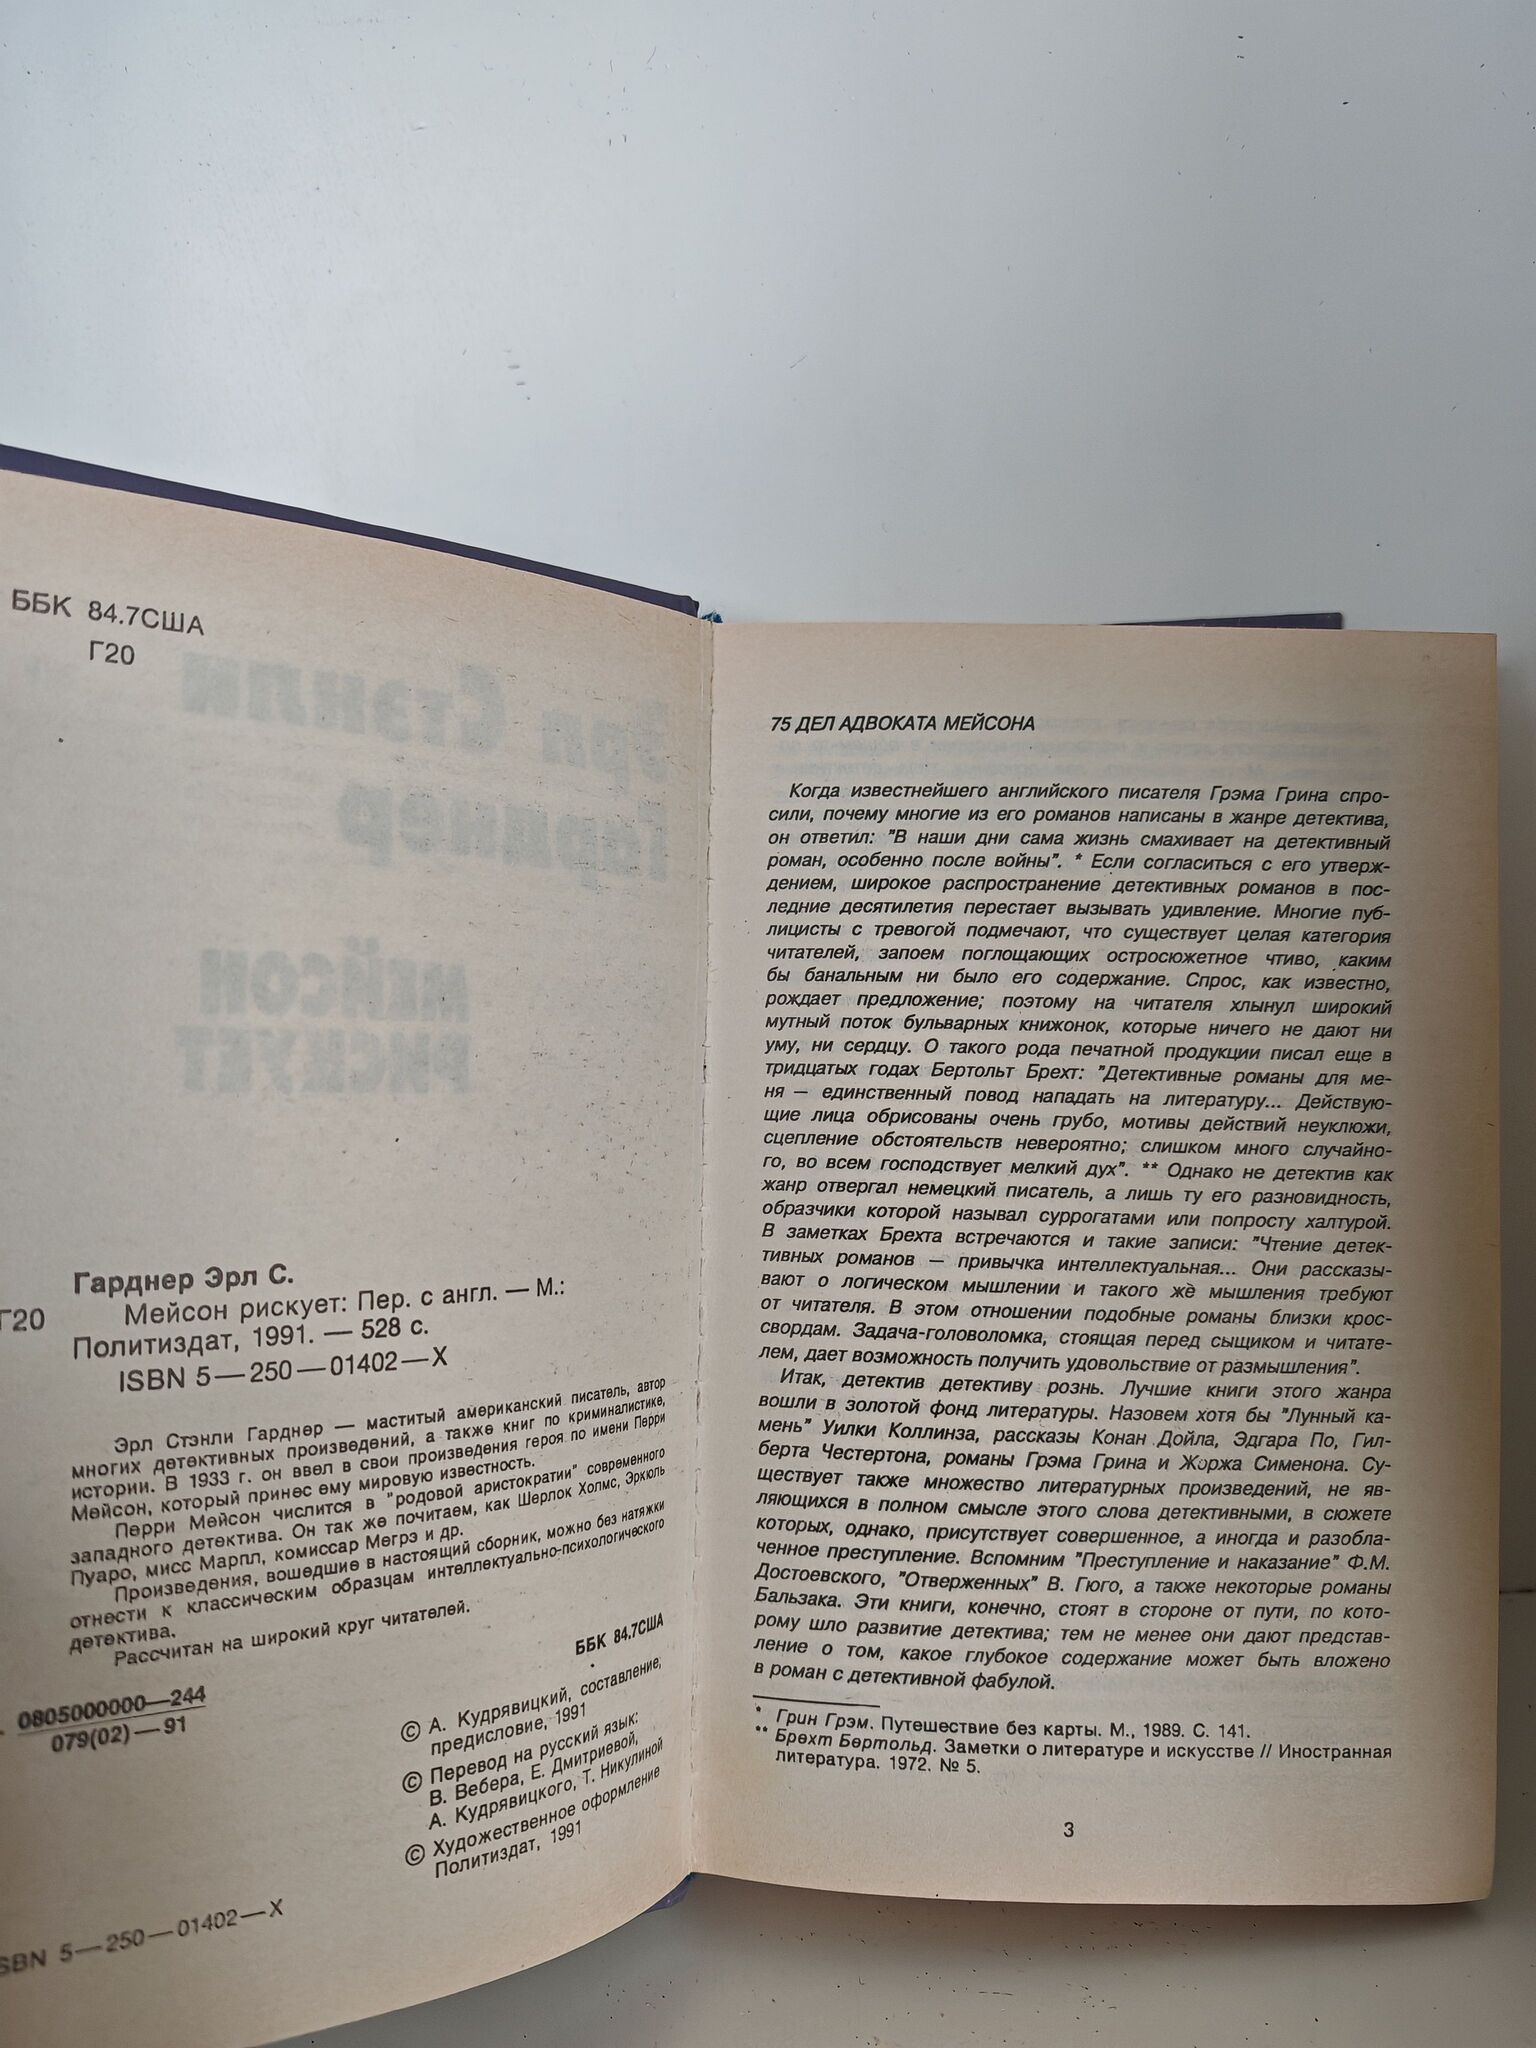 ББК 84.7США
Г20
Гарднер Эрл С.
Г20
Мейсон рискует: Пер. с англ. — М.:
Политиздат, 1991. — 528 с.
ISBN 5—250—01402—X
Эрл Стэнли Гарднер — маститый американский писатель, автор
многих детективных произведений, а также книг по криминалистике,
истории. В 1933 г. он ввел в свои произведения героя по имени Перри
Мейсон, который принес ему мировую известность.
Перри Мейсон числится в "родовой аристократии" современного
западного детектива. Он так же почитаем, как Шерлок Холмс, Эркюль
Пуаро, мисс Марпл, комиссар Мегрэ и др.
Произведения, вошедшие в настоящий сборник, можно без натяжки
отнести к классическим образцам интеллектуально-психологического
детектива.
Рассчитан на широкий круг читателей.
ББК 84.7США
0805000000—244
079(02)—91
© А. Кудрявицкий, составление,
предисловие, 1991
© Перевод на русский язык:
В. Вебера, Е. Дмитриевой,
А. Кудрявицкого, Т. Никулиной
© Художественное оформление
Политиздат, 1991
ISBN 5—250—01402—X
75 ДЕЛ АДВОКАТА МЕЙСОНА
Когда известнейшего английского писателя Грэма Грина спро-
сили, почему многие из его романов написаны в жанре детектива,
он ответил: "В наши дни сама жизнь смахивает на детективный
роман, особенно после войны". * Если согласиться с его утверж-
дением, широкое распространение детективных романов в пос-
ледние десятилетия перестает вызывать удивление. Многие пуб-
лицисты с тревогой подмечают, что существует целая категория
читателей, запоем поглощающих остросюжетное чтиво, каким
бы банальным ни было его содержание. Спрос, как известно,
рождает предложение; поэтому на читателя хлынул широкий
мутный поток бульварных книжонок, которые ничего не дают ни
уму, ни сердцу. О такого рода печатной продукции писал еще в
тридцатых годах Бертольт Брехт: "Детективные романы для ме-
ня — единственный повод нападать на литературу... Действую-
щие лица обрисованы очень грубо, мотивы действий неуклюжи,
сцепление обстоятельств невероятно; слишком много случайно-
го, во всем господствует мелкий дух". ** Однако не детектив как
жанр отвергал немецкий писатель, а лишь ту его разновидность,
образчики которой называл суррогатами или попросту халтурой.
В заметках Брехта встречаются и такие записи: "Чтение детек-
тивных романов — привычка интеллектуальная... Они рассказы-
вают о логическом мышлении и такого же мышления требуют
от читателя. В этом отношении подобные романы близки крос-
свордам. Задача-головоломка, стоящая перед сыщиком и читате-
лем, дает возможность получить удовольствие от размышления".
Итак, детектив детективу рознь. Лучшие книги этого жанра
вошли в золотой фонд литературы. Назовем хотя бы "Лунный ка-
мень" Уилки Коллинза, рассказы Конан Дойла, Эдгара По, Гил-
берта Честертона, романы Грэма Грина и Жоржа Сименона. Су-
ществует также множество литературных произведений, не яв-
ляющихся в полном смысле этого слова детективными, в сюжете
которых, однако, присутствует совершенное, а иногда и разобла-
ченное преступление. Вспомним "Преступление и наказание" Ф.М.
Достоевского, "Отверженных" В. Гюго, а также некоторые романы
Бальзака. Эти книги, конечно, стоят в стороне от пути, по кото-
рому шло развитие детектива; тем не менее они дают представ-
ление о том, какое глубокое содержание может быть вложено
в роман с детективной фабулой.
* Грин Грэм. Путешествие без карты. М., 1989. С. 141.
** Брехт Бертольд. Заметки о литературе и искусстве // Иностранная
литература. 1972. № 5.
3